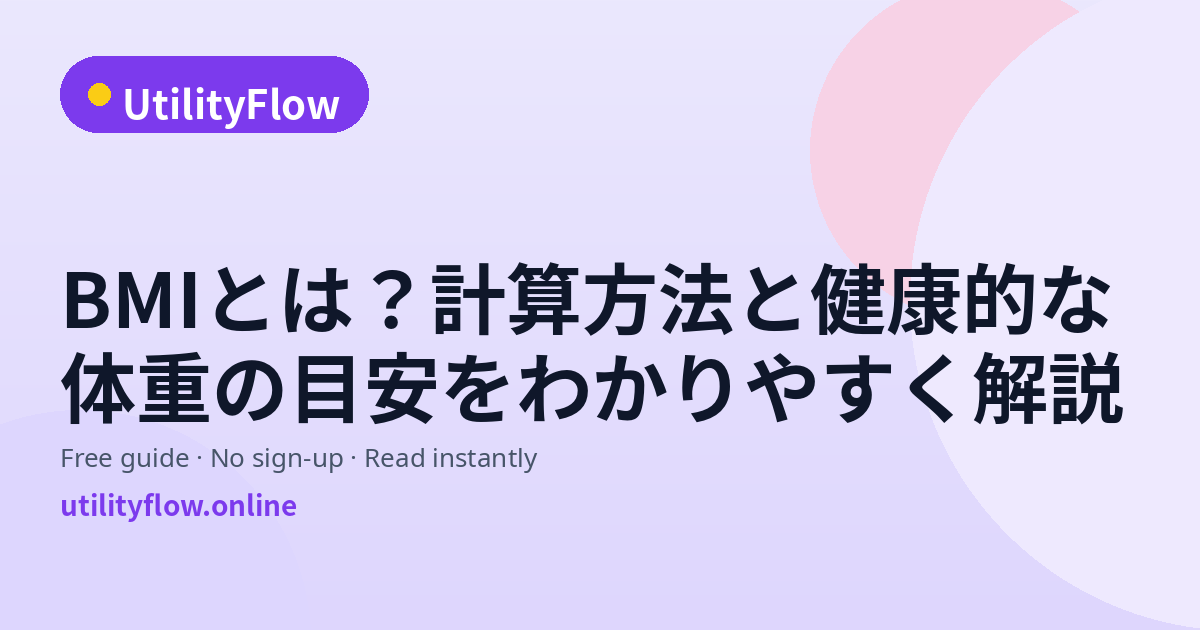 UtilityFlow
BMIとは？計算方法と健康的な
体重の目安をわかりやすく解説
Free guide · No sign-up · Read instantly
utilityflow.online